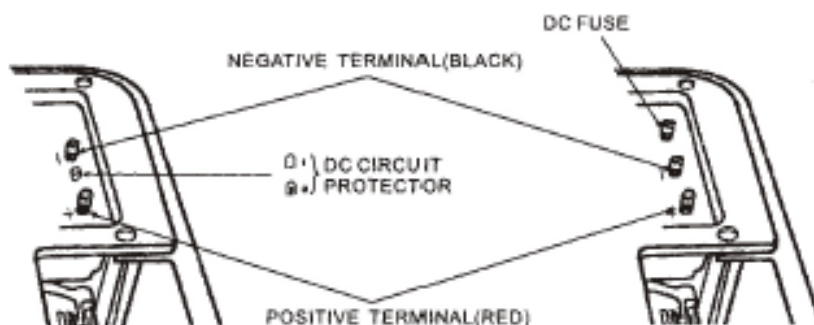 DC FUSE
NEGATIVE TERMINAL(BLACK)
DC CIRCUIT
PROTECTOR
POSITIVE TERMINAL(RED)